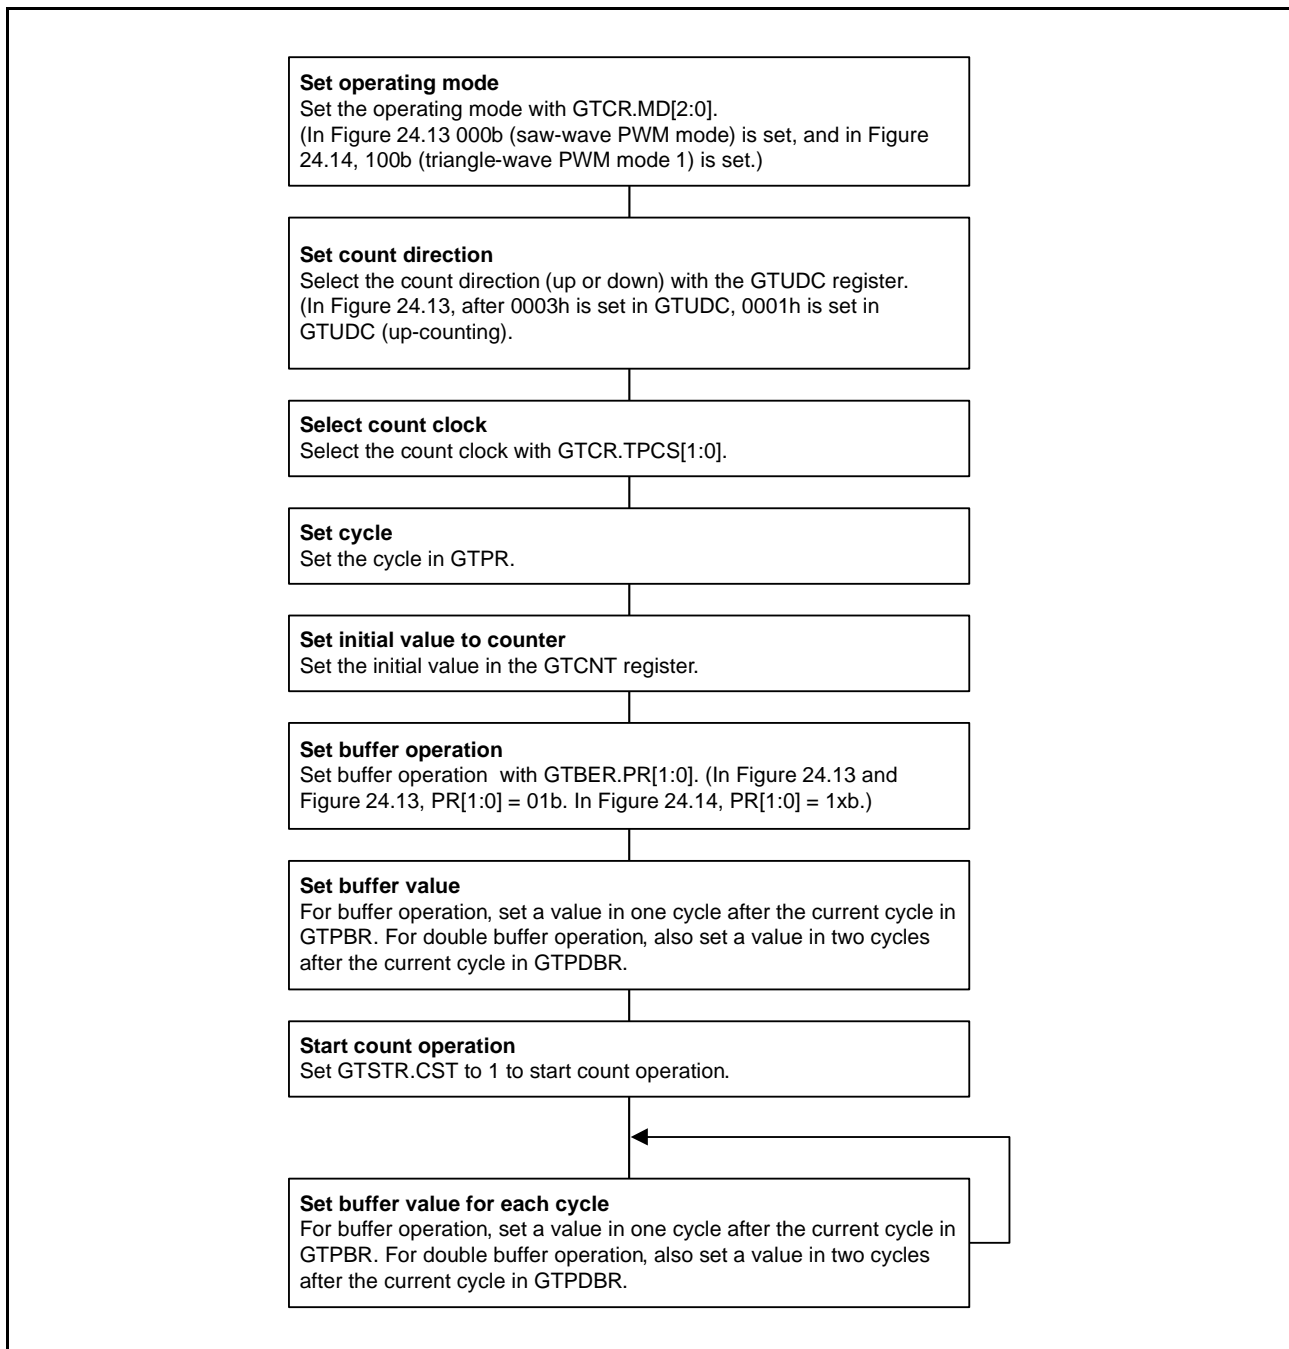 Set operating mode
Set the operating mode with GTCR.MD[2:0].
(In Figure 24.13 000b (saw-wave PWM mode) is set, and in Figure
24.14, 100b (triangle-wave PWM mode 1) is set.)
Set count direction
Select the count direction (up or down) with the GTUDC register.
(In Figure 24.13, after 0003h is set in GTUDC, 0001h is set in
GTUDC (up-counting).
Select count clock
Select the count clock with GTCR.TPCS[1:0].
Set cycle
Set the cycle in GTPR.
Set initial value to counter
Set the initial value in the GTCNT register.
Set buffer operation
Set buffer operation with GTBER.PR[1:0]. (In Figure 24.13 and
Figure 24.13, PR[1:0] = 01b. In Figure 24.14, PR[1:0] = 1xb.)
Set buffer value
For buffer operation, set a value in one cycle after the current cycle in
GTPBR. For double buffer operation, also set a value in two cycles
after the current cycle in GTPDBR.
Start count operation
Set GTSTR.CST to 1 to start count operation.
Set buffer value for each cycle
For buffer operation, set a value in one cycle after the current cycle in
GTPBR. For double buffer operation, also set a value in two cycles
after the current cycle in GTPDBR.